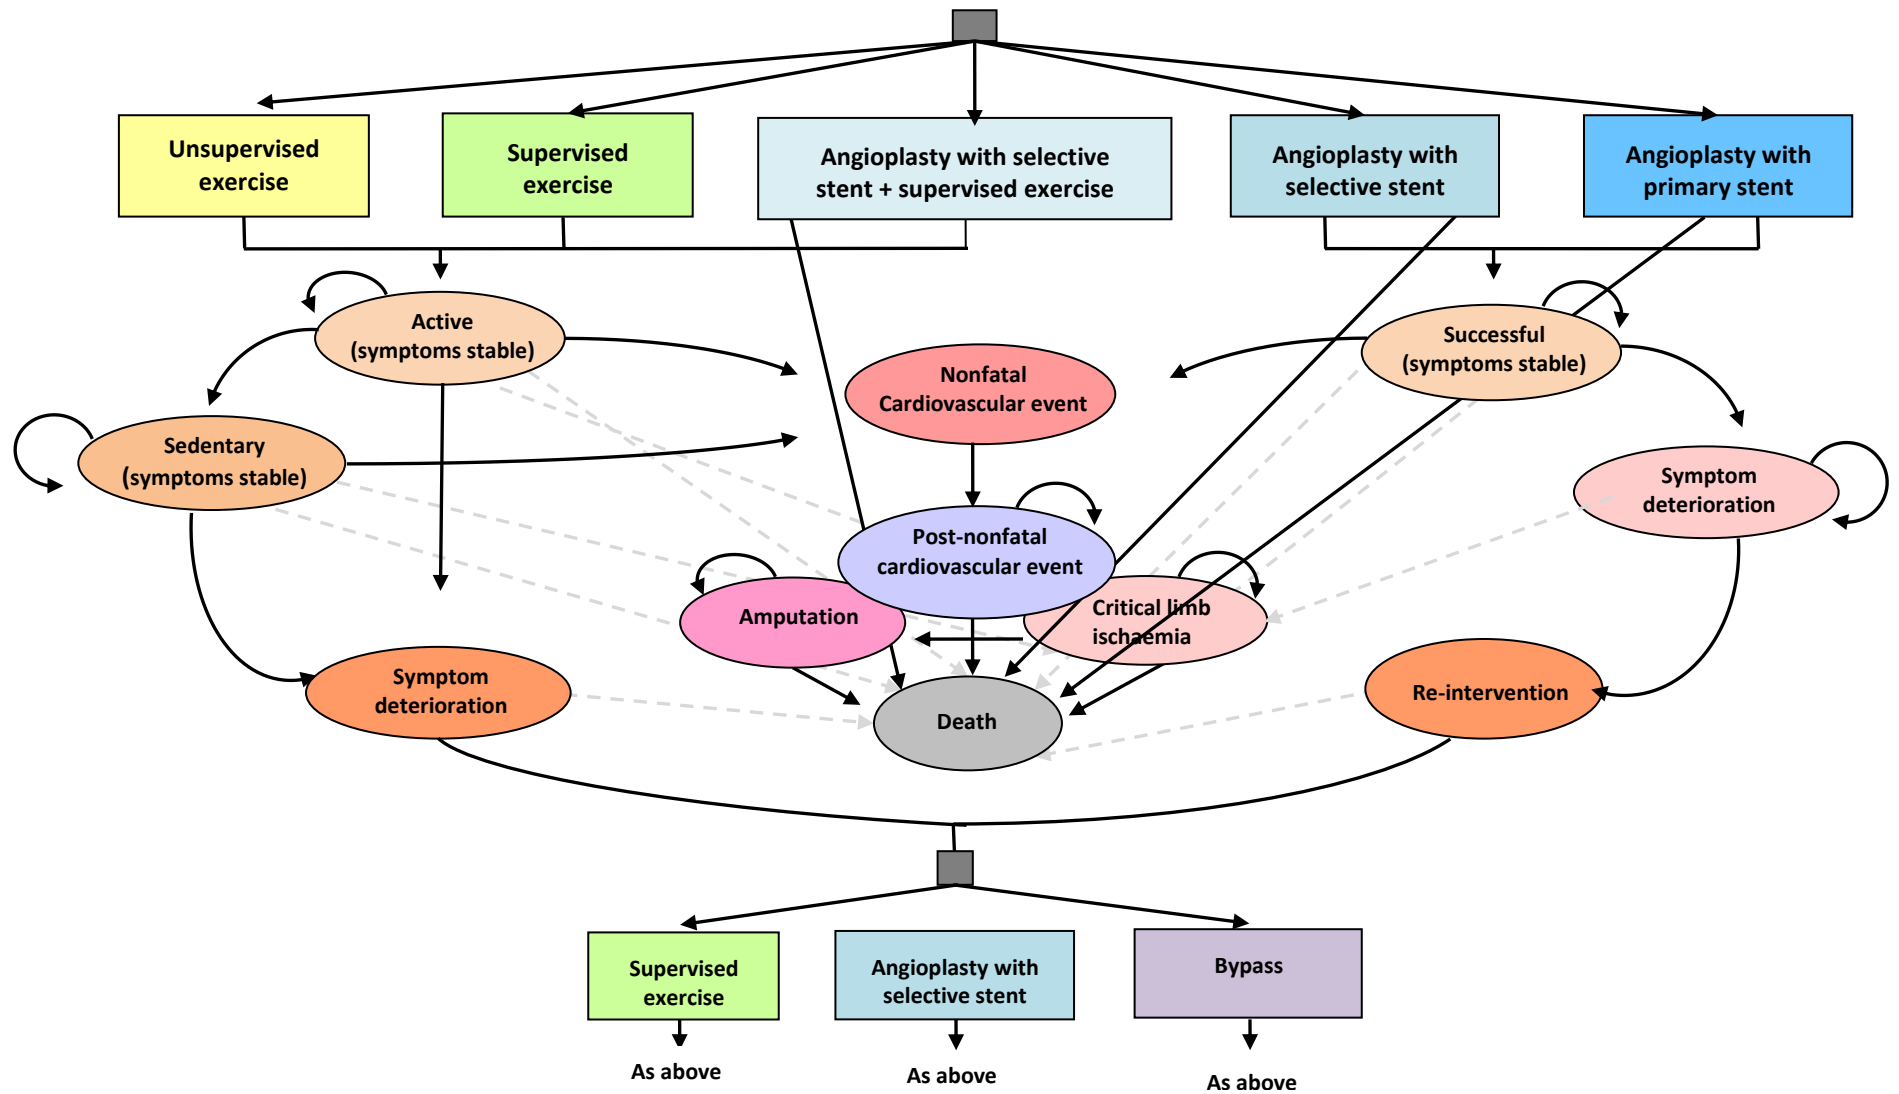 Unsupervised
exercise
Supervised
exercise
Angioplasty with selective
stent + supervised exercise
Angioplasty with
selective stent
Angioplasty with
primary stent
Active
(symptoms stable)
Successful
(symptoms stable)
Nonfatal
Cardiovascular event
Sedentary
(symptoms stable)
Symptom
deterioration
Post-nonfatal
cardiovascular event
Amputation
Critical limb
ischaemia
Symptom
deterioration
Death
Re-intervention
Supervised
exercise
Angioplasty with
selective stent
Bypass
As above
As above
As above